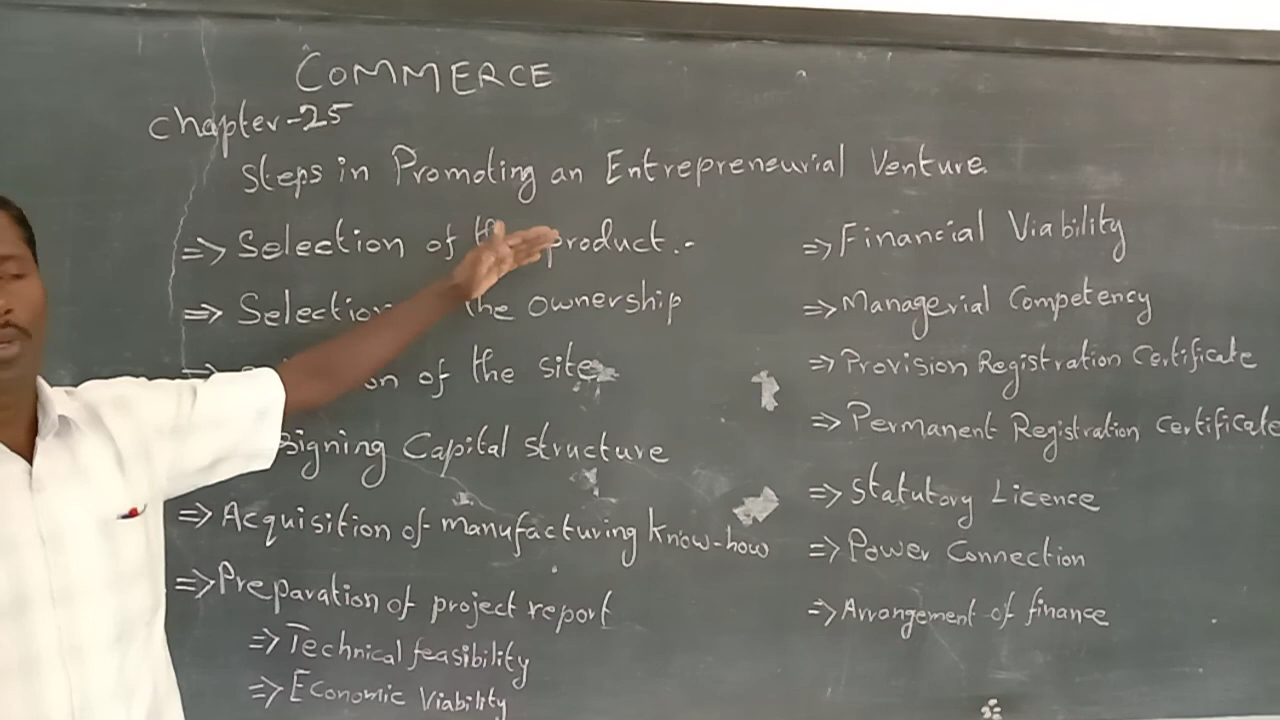 COMMERCE
Chapter-25
Steps in Promoting an Entrepreneurial Venture.
=> Selection of product.-
=> Selection the ownership
of the site
Capital structure
=> Acquisition of manufacturing know-how
=> Preparation of project report
=> Technical feasibility
=> Economic Viability
=> Financial Viability
=> Managerial Competency
=> Provision Registration Certificate
=> Permanent Registration Certificate
=> Statutory Licence
=> Power Connection
=> Arrangement of finance